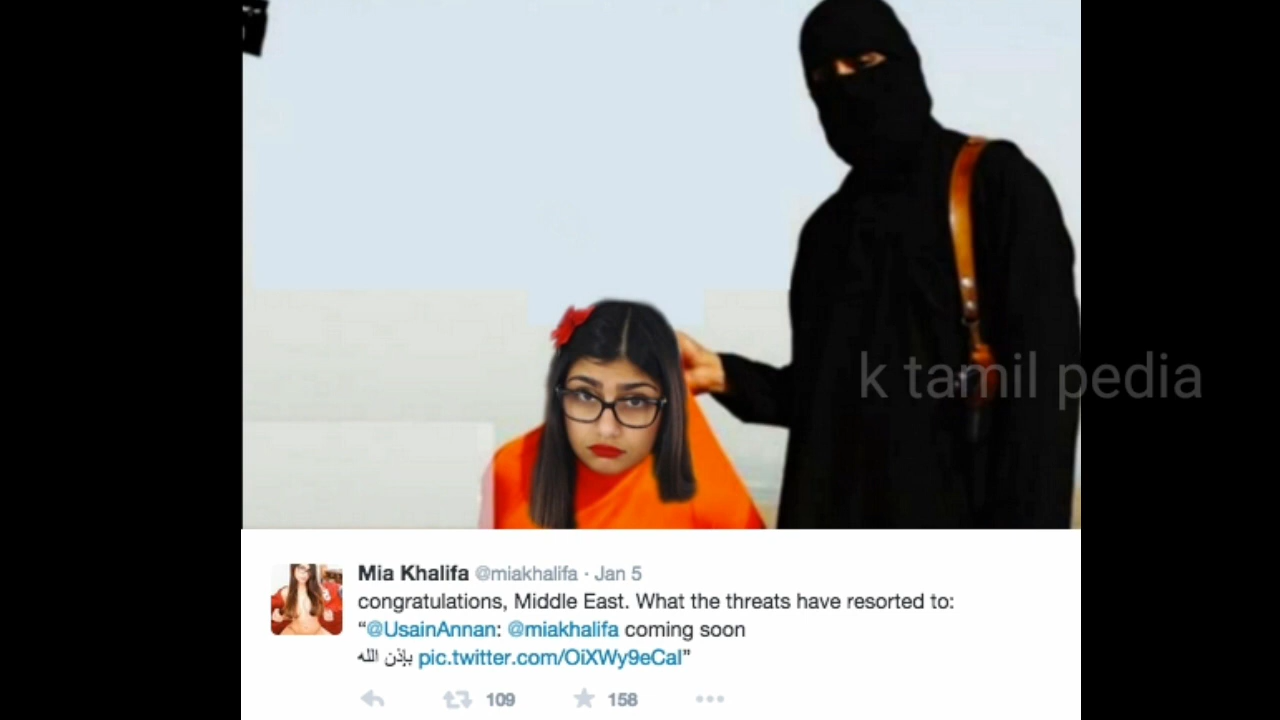 k tamil pedia
Mia Khalifa @miakhalifa · Jan 5
congratulations, Middle East. What the threats have resorted to:
“@UsainAnnan: @miakhalifa coming soon
بإذن الله pic.twitter.com/OiXWy9eCaI”
109 158